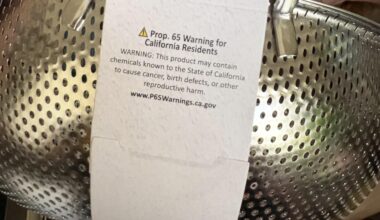 ⚠ Prop. 65 Warning for
California Residents
WARNING: This product may contain
chemicals known to the State of California
to cause cancer, birth defects, or other
reproductive harm.
www.P65Warnings.ca.gov